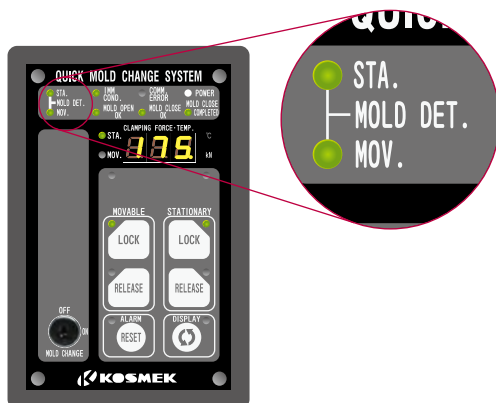 QUICK MOLD CHANGE SYSTEM
STA. IMM COND. COMM ERROR POWER
MOLD DET.
MOV. MOLD OPEN OK MOLD CLOSE OK MOLD CLOSE COMPLETED
CLAMPING FORCE·TEMP.
STA. 175. ℃
MOV. kN
MOVABLE STATIONARY
LOCK LOCK
RELEASE RELEASE
ALARM DISPLAY
RESET
OFF
ON
MOLD CHANGE
KOSMEK
QUICK
STA.
MOLD DET.
MOV.